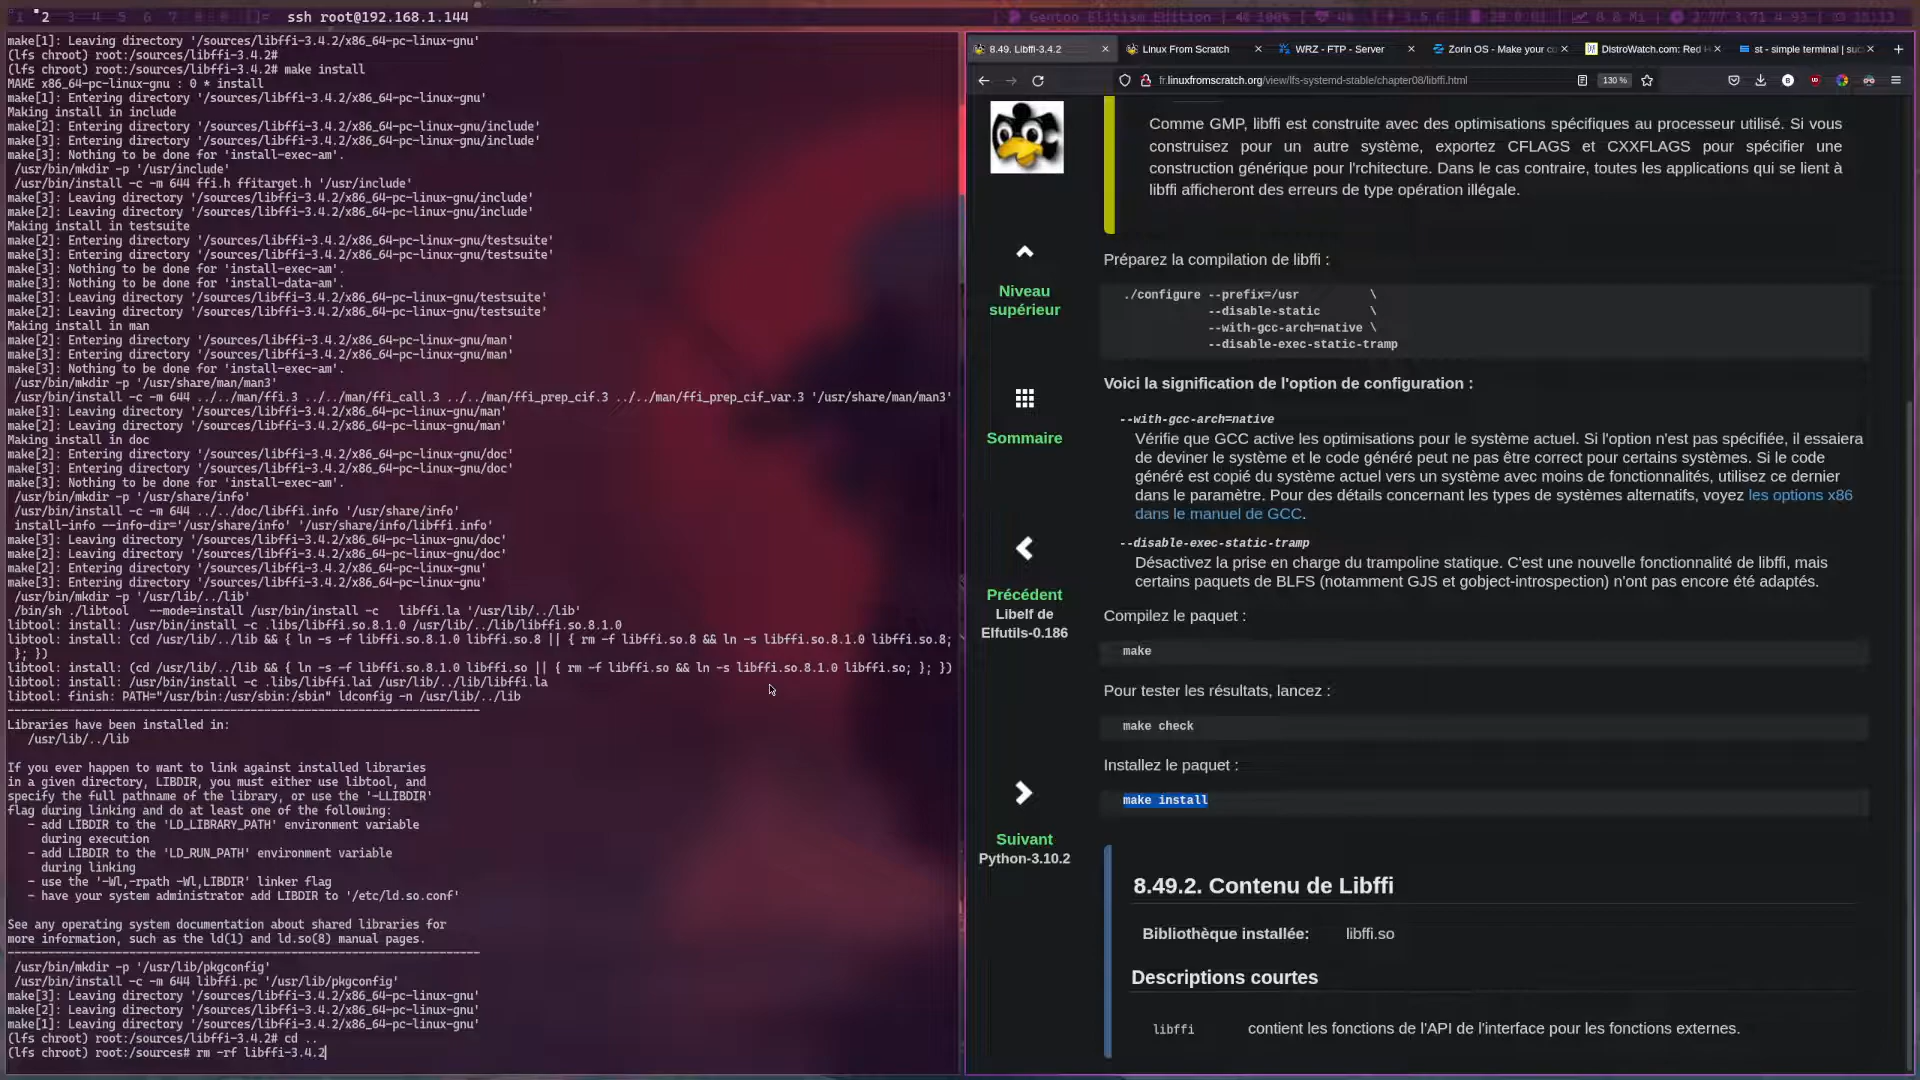 1 2 3 4 5 6 7 8 ssh root@192.168.1.144
Gentoo Elitism Edition
make[1]: Leaving directory '/sources/libffi-3.4.2/x86_64-pc-linux-gnu'
(lfs chroot) root:/sources/libffi-3.4.2#
(lfs chroot) root:/sources/libffi-3.4.2# make install
MAKE x86_64-pc-linux-gnu : 0 * install
make[1]: Entering directory '/sources/libffi-3.4.2/x86_64-pc-linux-gnu'
Making install in include
make[2]: Entering directory '/sources/libffi-3.4.2/x86_64-pc-linux-gnu/include'
make[3]: Entering directory '/sources/libffi-3.4.2/x86_64-pc-linux-gnu/include'
make[3]: Nothing to be done for 'install-exec-am'.
/usr/bin/mkdir -p '/usr/include'
/usr/bin/install -c -m 644 ffi.h ffitarget.h '/usr/include'
make[3]: Leaving directory '/sources/libffi-3.4.2/x86_64-pc-linux-gnu/include'
make[2]: Leaving directory '/sources/libffi-3.4.2/x86_64-pc-linux-gnu/include'
Making install in testsuite
make[2]: Entering directory '/sources/libffi-3.4.2/x86_64-pc-linux-gnu/testsuite'
make[3]: Entering directory '/sources/libffi-3.4.2/x86_64-pc-linux-gnu/testsuite'
make[3]: Nothing to be done for 'install-exec-am'.
make[3]: Nothing to be done for 'install-data-am'.
make[3]: Leaving directory '/sources/libffi-3.4.2/x86_64-pc-linux-gnu/testsuite'
make[2]: Leaving directory '/sources/libffi-3.4.2/x86_64-pc-linux-gnu/testsuite'
Making install in man
make[2]: Entering directory '/sources/libffi-3.4.2/x86_64-pc-linux-gnu/man'
make[3]: Entering directory '/sources/libffi-3.4.2/x86_64-pc-linux-gnu/man'
make[3]: Nothing to be done for 'install-exec-am'.
/usr/bin/mkdir -p '/usr/share/man/man3'
/usr/bin/install -c -m 644 ../../man/ffi.3 ../../man/ffi_call.3 ../../man/ffi_prep_cif.3 ../../man/ffi_prep_cif_var.3 '/usr/share/man/man3'
make[3]: Leaving directory '/sources/libffi-3.4.2/x86_64-pc-linux-gnu/man'
make[2]: Leaving directory '/sources/libffi-3.4.2/x86_64-pc-linux-gnu/man'
Making install in doc
make[2]: Entering directory '/sources/libffi-3.4.2/x86_64-pc-linux-gnu/doc'
make[3]: Entering directory '/sources/libffi-3.4.2/x86_64-pc-linux-gnu/doc'
make[3]: Nothing to be done for 'install-exec-am'.
/usr/bin/mkdir -p '/usr/share/info'
/usr/bin/install -c -m 644 ../../doc/libffi.info '/usr/share/info'
install-info --info-dir='/usr/share/info' '/usr/share/info/libffi.info'
make[3]: Leaving directory '/sources/libffi-3.4.2/x86_64-pc-linux-gnu/doc'
make[2]: Leaving directory '/sources/libffi-3.4.2/x86_64-pc-linux-gnu/doc'
make[2]: Entering directory '/sources/libffi-3.4.2/x86_64-pc-linux-gnu'
make[3]: Entering directory '/sources/libffi-3.4.2/x86_64-pc-linux-gnu'
/usr/bin/mkdir -p '/usr/lib/../lib'
/bin/sh ./libtool --mode=install /usr/bin/install -c libffi.la '/usr/lib/../lib'
libtool: install: /usr/bin/install -c .libs/libffi.so.8.1.0 /usr/lib/../lib/libffi.so.8.1.0
libtool: install: (cd /usr/lib/../lib && { ln -s -f libffi.so.8.1.0 libffi.so.8 || { rm -f libffi.so.8 && ln -s libffi.so.8.1.0 libffi.so.8;
}; })
libtool: install: (cd /usr/lib/../lib && { ln -s -f libffi.so.8.1.0 libffi.so || { rm -f libffi.so && ln -s libffi.so.8.1.0 libffi.so; }; })
libtool: install: /usr/bin/install -c .libs/libffi.lai /usr/lib/../lib/libffi.la
libtool: finish: PATH="/usr/bin:/usr/sbin:/sbin" ldconfig -n /usr/lib/../lib
----------------------------------------------------------------------
Libraries have been installed in:
/usr/lib/../lib
If you ever happen to want to link against installed libraries
in a given directory, LIBDIR, you must either use libtool, and
specify the full pathname of the library, or use the '-LLIBDIR'
flag during linking and do at least one of the following:
- add LIBDIR to the 'LD_LIBRARY_PATH' environment variable
during execution
- add LIBDIR to the 'LD_RUN_PATH' environment variable
during linking
- use the '-Wl,-rpath -Wl,LIBDIR' linker flag
- have your system administrator add LIBDIR to '/etc/ld.so.conf'
See any operating system documentation about shared libraries for
more information, such as the ld(1) and ld.so(8) manual pages.
----------------------------------------------------------------------
/usr/bin/mkdir -p '/usr/lib/pkgconfig'
/usr/bin/install -c -m 644 libffi.pc '/usr/lib/pkgconfig'
make[3]: Leaving directory '/sources/libffi-3.4.2/x86_64-pc-linux-gnu'
make[2]: Leaving directory '/sources/libffi-3.4.2/x86_64-pc-linux-gnu'
make[1]: Leaving directory '/sources/libffi-3.4.2/x86_64-pc-linux-gnu'
(lfs chroot) root:/sources/libffi-3.4.2# cd ..
(lfs chroot) root:/sources# rm -rf libffi-3.4.2
8.49. Libffi-3.4.2
Linux From Scratch
WRZ - FTP - Server
Zorin OS - Make your co
DistroWatch.com: Red H
st - simple terminal | suc
fr.linuxfromscratch.org/view/lfs-systemd-stable/chapter08/libffi.html
130 %
Comme GMP, libffi est construite avec des optimisations spécifiques au processeur utilisé. Si vous
construisez pour un autre système, exportez CFLAGS et CXXFLAGS pour spécifier une
construction générique pour l'rchitecture. Dans le cas contraire, toutes les applications qui se lient à
libffi afficheront des erreurs de type opération illégale.
Niveau
supérieur
Sommaire
Précédent
Libelf de
Elfutils-0.186
Suivant
Python-3.10.2
Préparez la compilation de libffi :
./configure --prefix=/usr \
--disable-static \
--with-gcc-arch=native \
--disable-exec-static-tramp
Voici la signification de l'option de configuration :
--with-gcc-arch=native
Vérifie que GCC active les optimisations pour le système actuel. Si l'option n'est pas spécifiée, il essaiera
de deviner le système et le code généré peut ne pas être correct pour certains systèmes. Si le code
généré est copié du système actuel vers un système avec moins de fonctionnalités, utilisez ce dernier
dans le paramètre. Pour des détails concernant les types de systèmes alternatifs, voyez les options x86
dans le manuel de GCC.
--disable-exec-static-tramp
Désactivez la prise en charge du trampoline statique. C'est une nouvelle fonctionnalité de libffi, mais
certains paquets de BLFS (notamment GJS et gobject-introspection) n'ont pas encore été adaptés.
Compilez le paquet :
make
Pour tester les résultats, lancez :
make check
Installez le paquet :
make install
8.49.2. Contenu de Libffi
Bibliothèque installée: libffi.so
Descriptions courtes
libffi contient les fonctions de l'API de l'interface pour les fonctions externes.